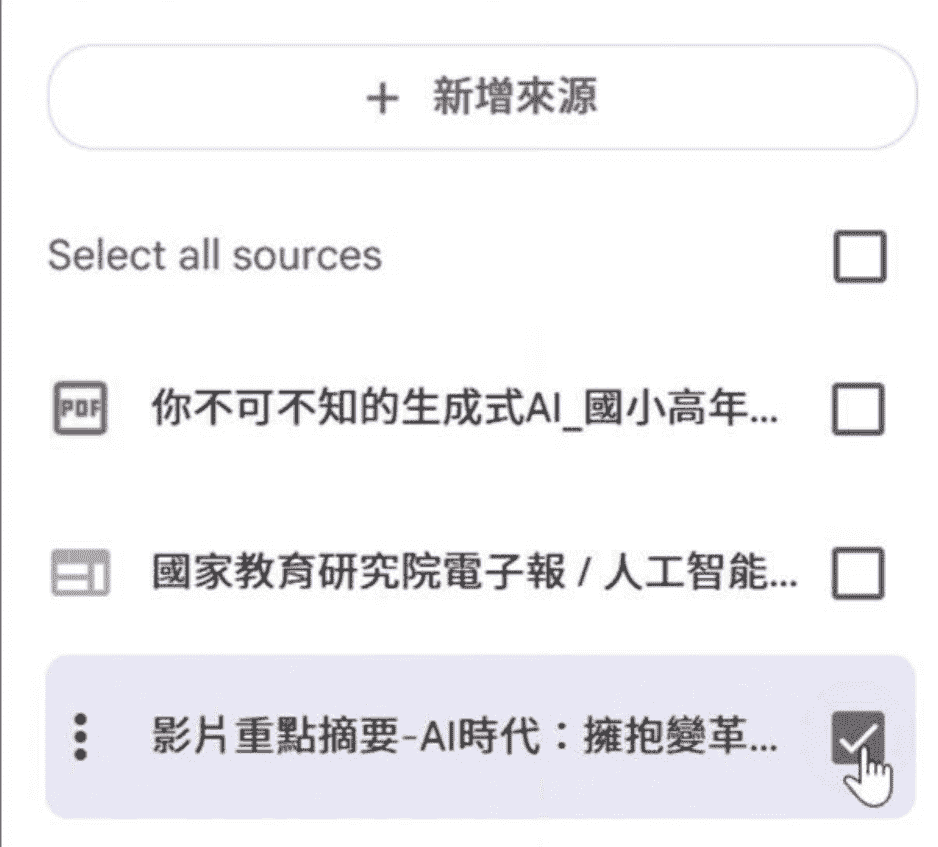 + 新增來源
Select all sources
PDF 你不可不知的生成式AI_國小高年...
國家教育研究院電子報 / 人工智能...
影片重點摘要-AI時代：擁抱變革...